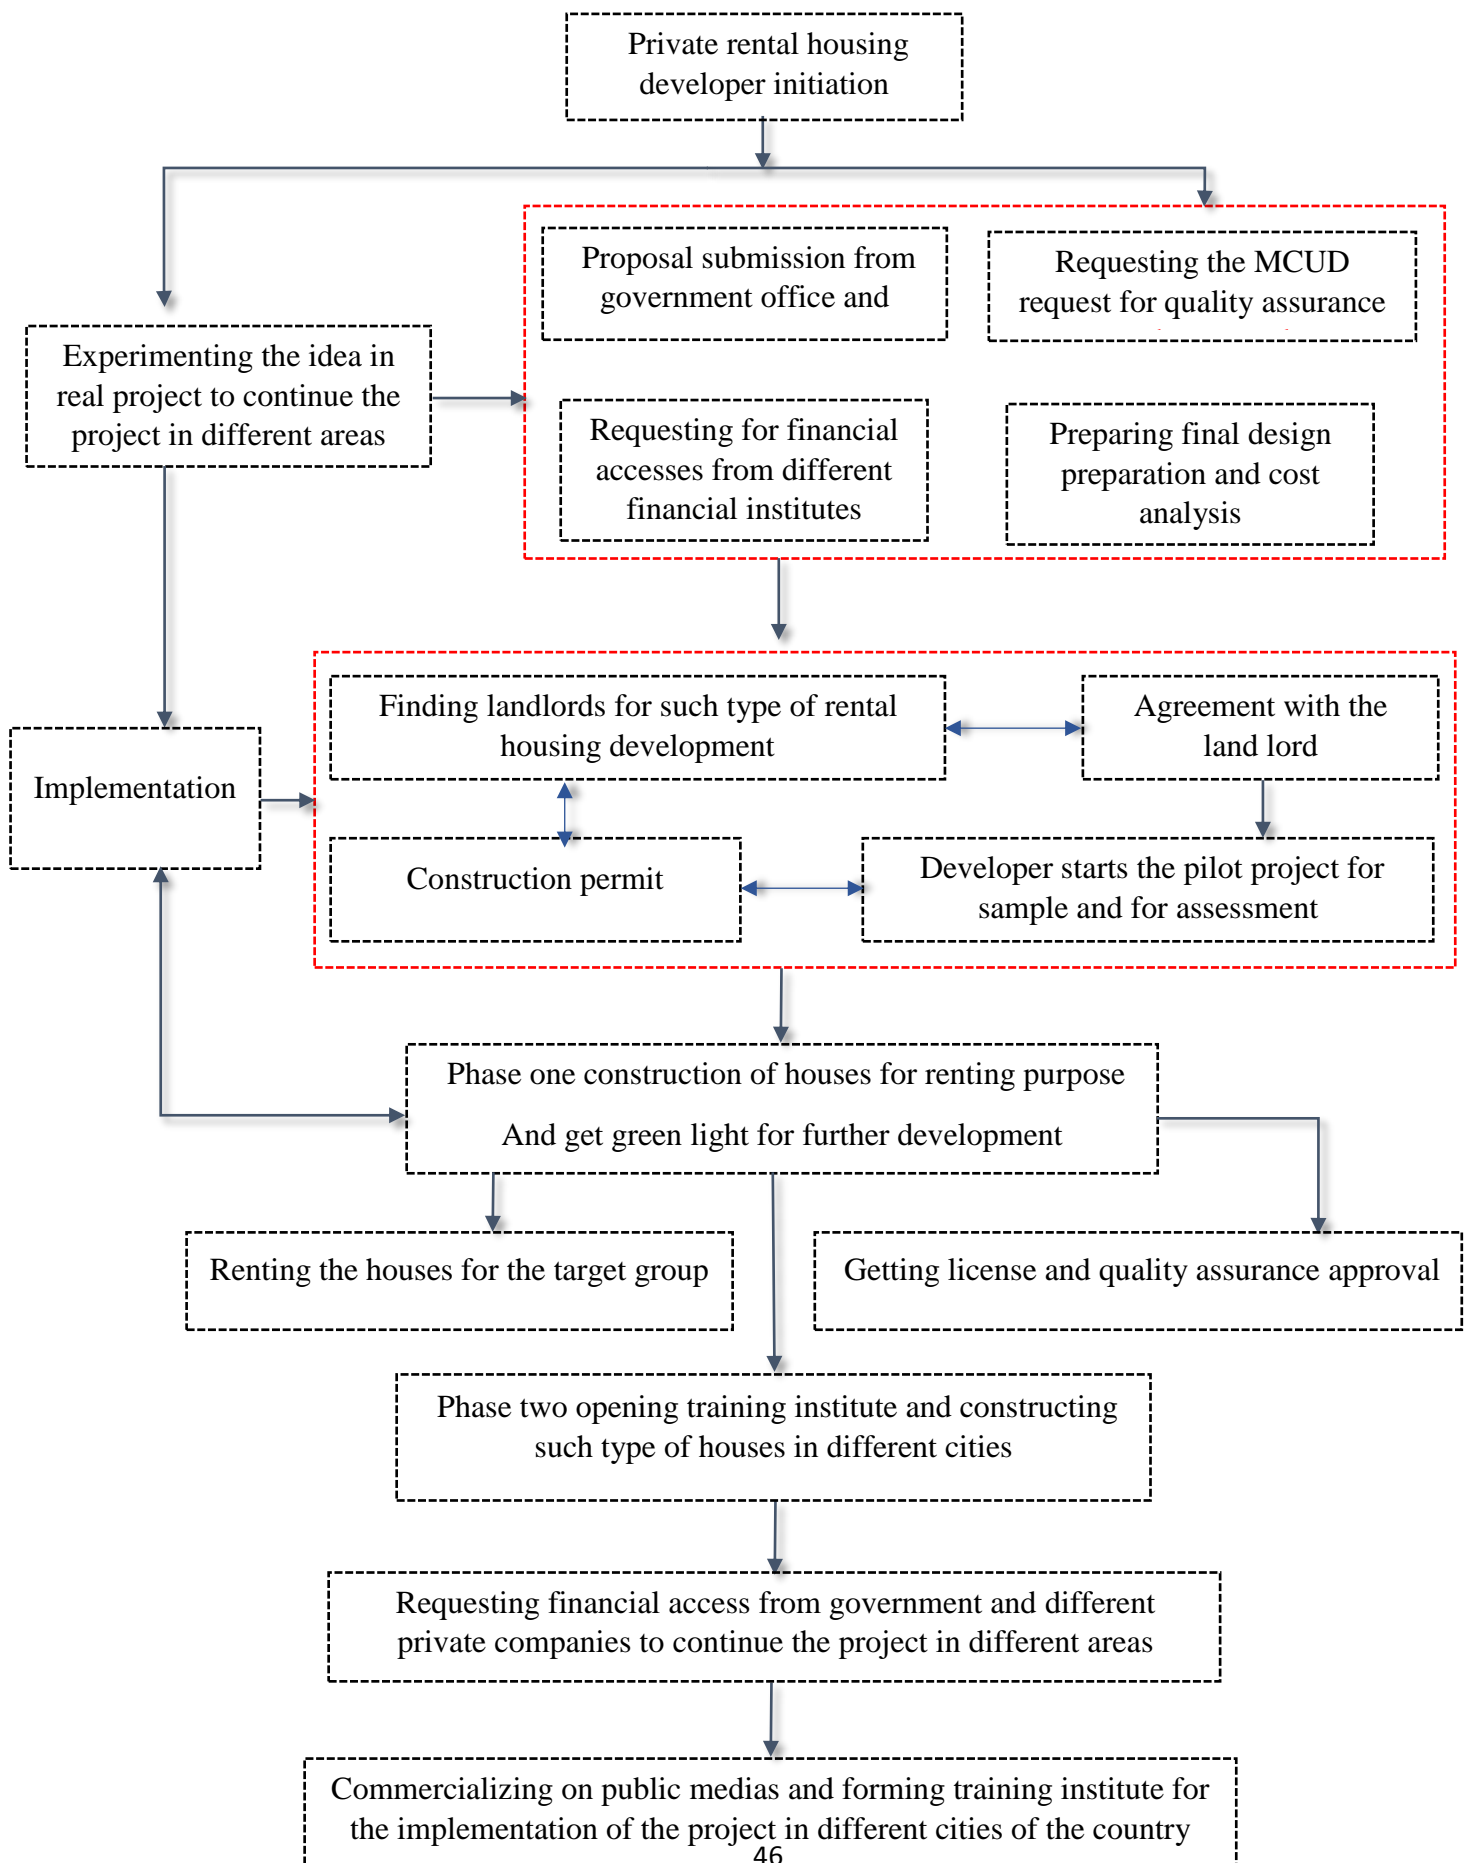 Private rental housing
developer initiation
Proposal submission from
government office and
Requesting the MCUD
request for quality assurance
Experimenting the idea in
real project to continue the
project in different areas
Requesting for financial
accesses from different
financial institutes
Preparing final design
preparation and cost
analysis
Finding landlords for such type of rental
housing development
Agreement with the
land lord
Implementation
Construction permit
Developer starts the pilot project for
sample and for assessment
Phase one construction of houses for renting purpose
And get green light for further development
Renting the houses for the target group
Getting license and quality assurance approval
Phase two opening training institute and constructing
such type of houses in different cities
Requesting financial access from government and different
private companies to continue the project in different areas
Commercializing on public medias and forming training institute for
the implementation of the project in different cities of the country
46